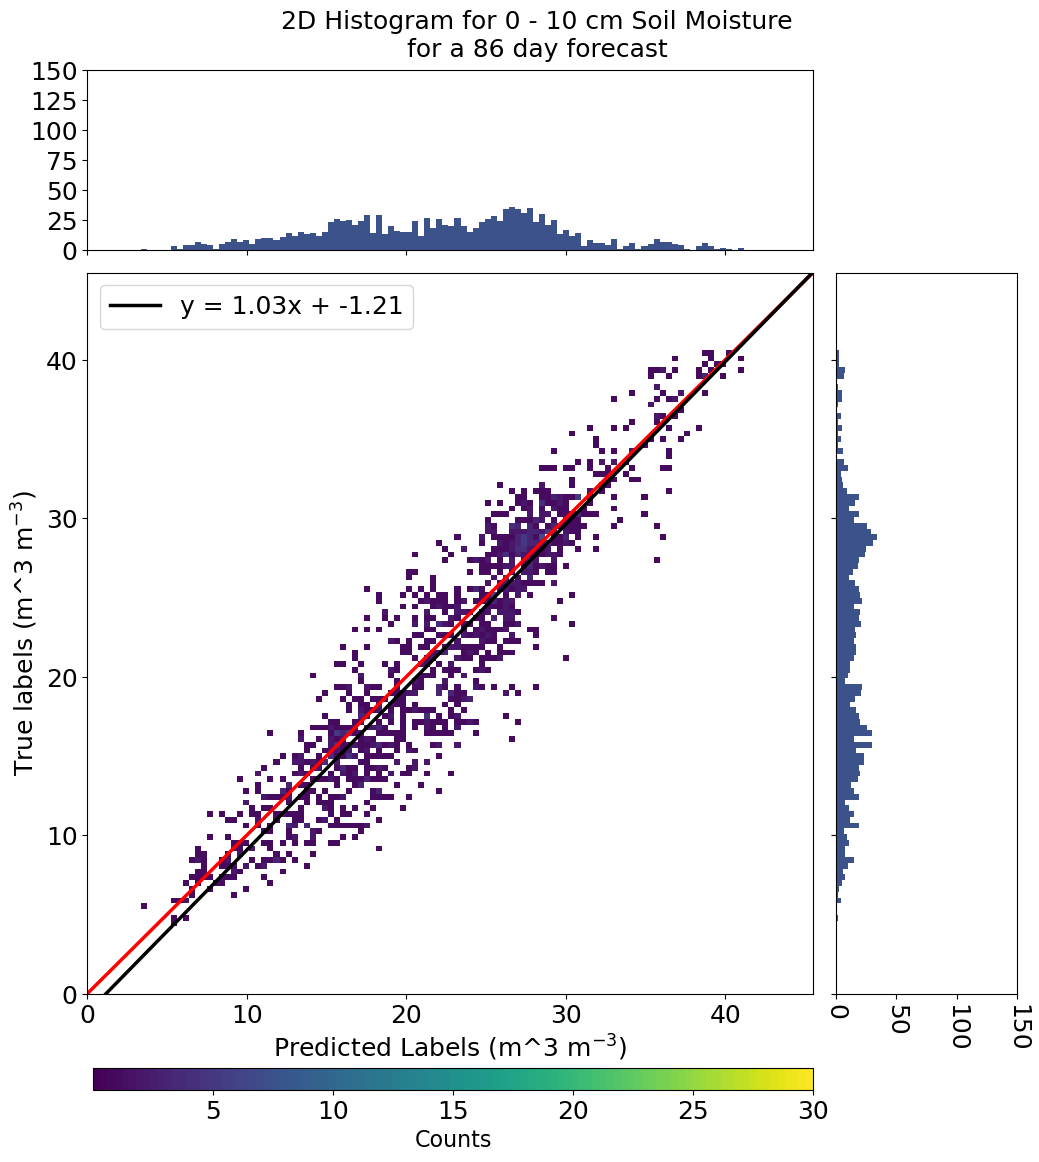 2D Histogram for 0 - 10 cm Soil Moisture
for a 86 day forecast
150
125
100
75
50
25
0
y = 1.03x + -1.21
True labels (m^3 m⁻³)
40
30
20
10
0
0 10 20 30 40
Predicted Labels (m^3 m⁻³)
0 50 100 150
5 10 15 20 25 30
Counts